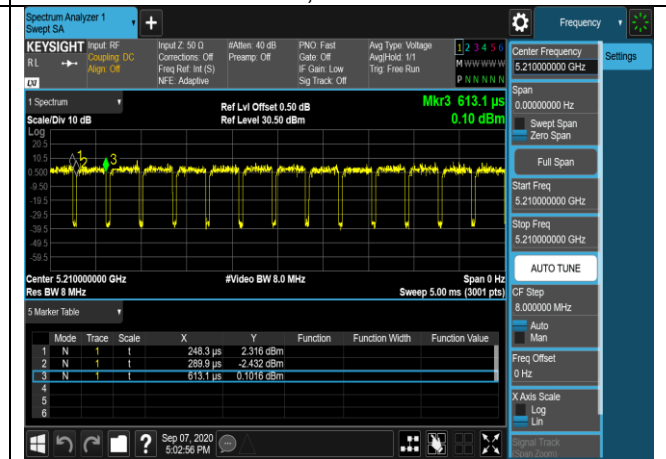 Spectrum Analyzer 1
Swept SA
Frequency
KEYSIGHT
RL
LXI
Input: RF
Coupling: DC
Align: Off
Input Z: 50 Ω
Corrections: Off
Freq Ref: Int (S)
NFE: Adaptive
#Atten: 40 dB
Preamp: Off
PNO: Fast
Gate: Off
IF Gain: Low
Sig Track: Off
Avg Type: Voltage
Avg|Hold: 1/1
Trig: Free Run
1 2 3 4 5 6
M W W W W W
P N N N N N
1 Spectrum
Scale/Div 10 dB
Ref Lvl Offset 0.50 dB
Ref Level 30.50 dBm
Mkr3 613.1 µs
0.10 dBm
Log
20.5
10.5
0.500
-9.50
-19.5
-29.5
-39.5
-49.5
-59.5
1
2
3
Center 5.210000000 GHz
Res BW 8 MHz
#Video BW 8.0 MHz
Span 0 Hz
Sweep 5.00 ms (3001 pts)
5 Marker Table
Mode Trace Scale X Y Function Function Width Function Value
1 N 1 t 248.3 µs 2.316 dBm
2 N 1 t 289.9 µs -2.432 dBm
3 N 1 t 613.1 µs 0.1016 dBm
4
5
6
?
Sep 07, 2020
5:02:56 PM
Settings
Center Frequency
5.210000000 GHz
Span
0.00000000 Hz
Swept Span
Zero Span
Full Span
Start Freq
5.210000000 GHz
Stop Freq
5.210000000 GHz
AUTO TUNE
CF Step
8.000000 MHz
Auto
Man
Freq Offset
0 Hz
X Axis Scale
Log
Lin
Signal Track
(Span Zoom)